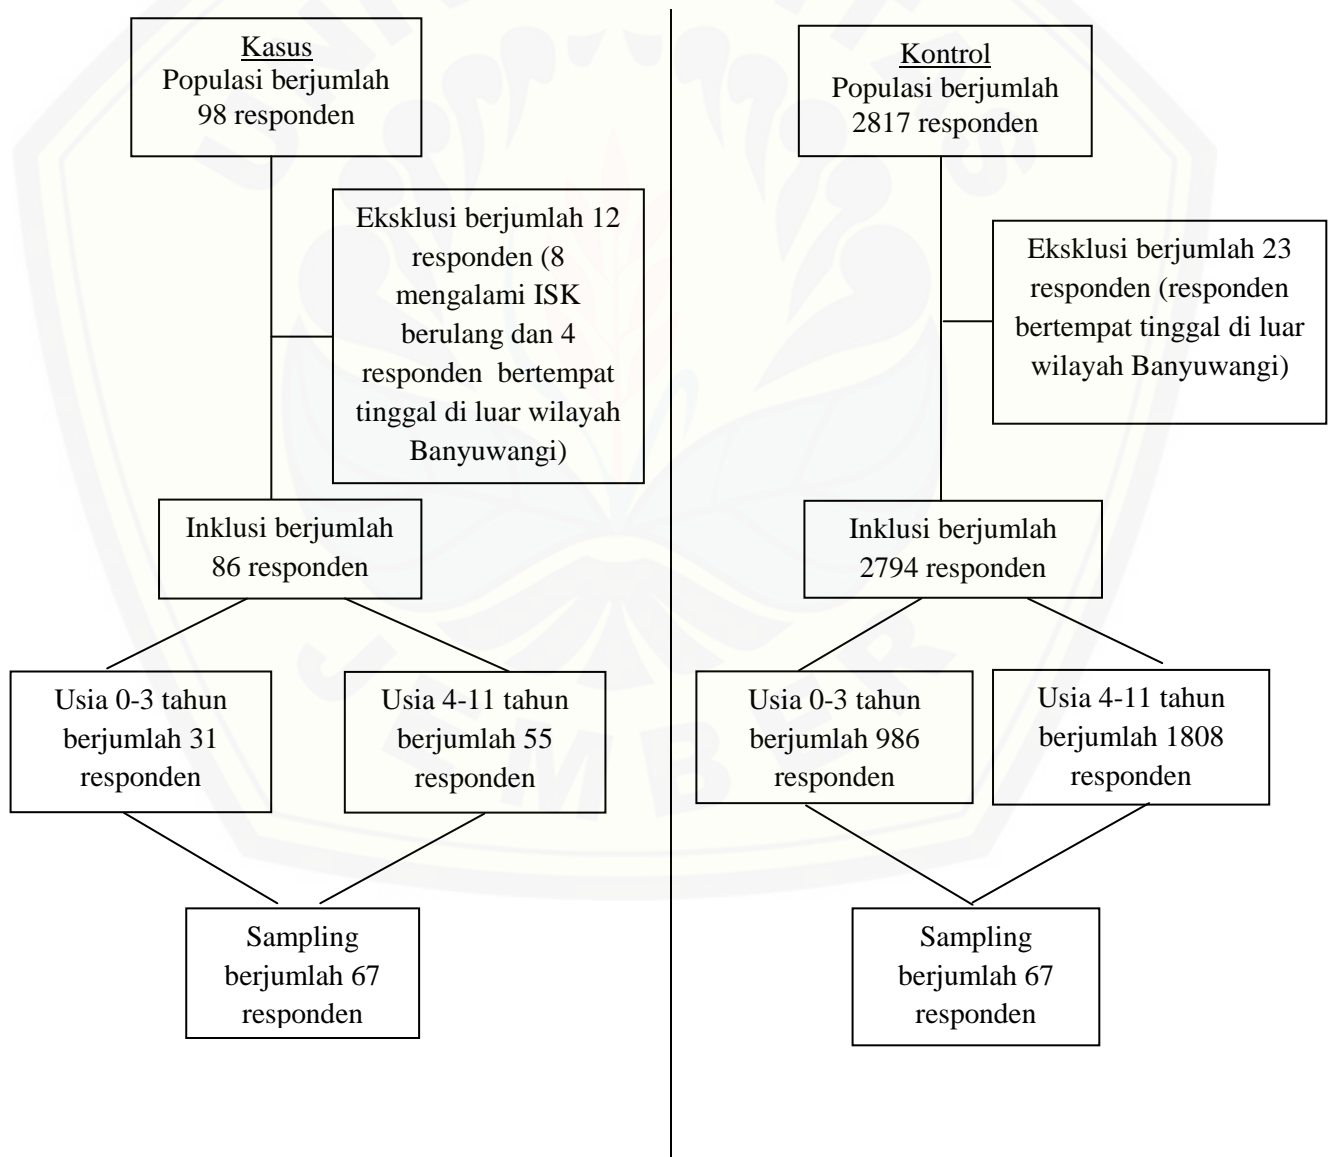 Kasus
Populasi berjumlah
98 responden
Eksklusi berjumlah 12
responden (8
mengalami ISK
berulang dan 4
responden bertempat
tinggal di luar wilayah
Banyuwangi)
Inklusi berjumlah
86 responden
Usia 0-3 tahun
berjumlah 31
responden
Usia 4-11 tahun
berjumlah 55
responden
Sampling
berjumlah 67
responden
Kontrol
Populasi berjumlah
2817 responden
Eksklusi berjumlah 23
responden (responden
bertempat tinggal di luar
wilayah Banyuwangi)
Inklusi berjumlah
2794 responden
Usia 0-3 tahun
berjumlah 986
responden
Usia 4-11 tahun
berjumlah 1808
responden
Sampling
berjumlah 67
responden
JEMBER